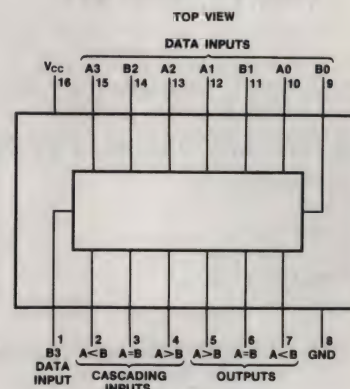 TOP VIEW
DATA INPUTS
VCC A3 B2 A2 A1 B1 A0 B0
16 15 14 13 12 11 10 9
1 2 3 4 5 6 7 8
B3 A<B A=B A>B A>B A=B A<B GND
DATA INPUT
CASCADING INPUTS
OUTPUTS